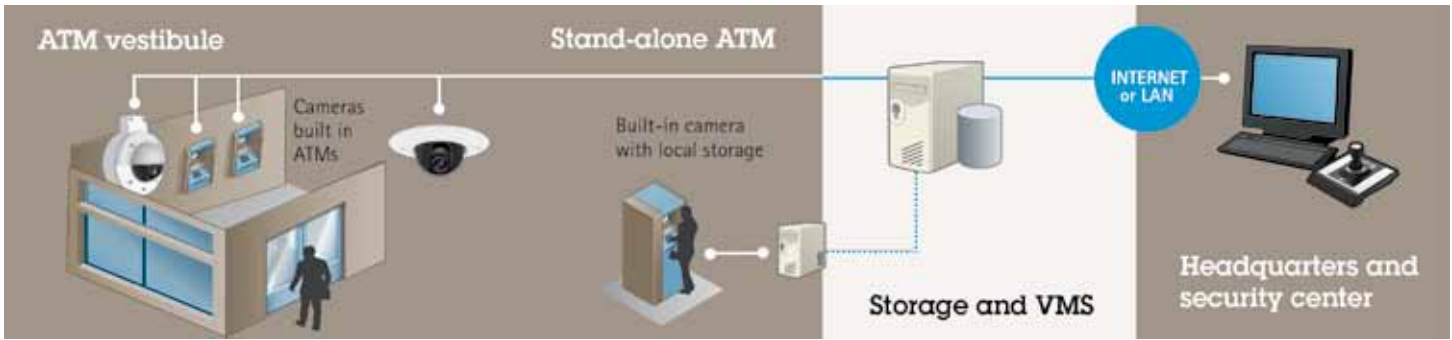 ATM vestibule
Stand-alone ATM
Cameras
built in
ATMs
Built-in camera
with local storage
INTERNET
or LAN
Storage and VMS
Headquarters and
security center